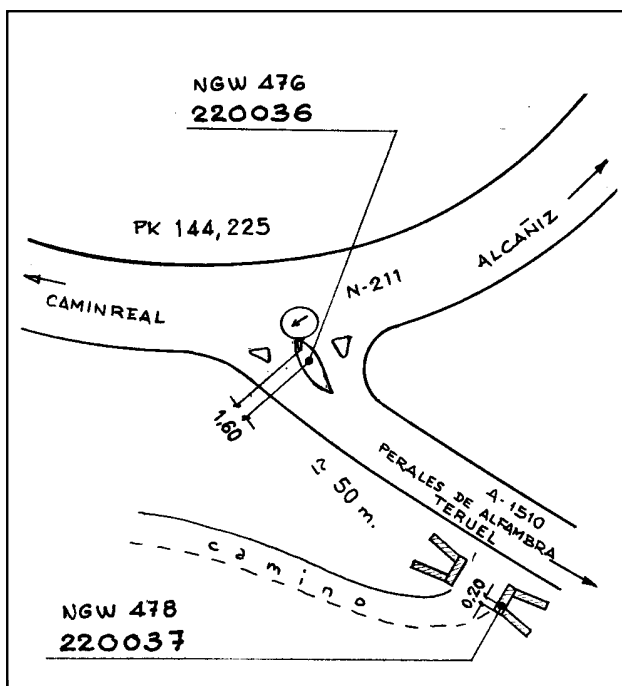 NGW 476
220036
PK 144,225
ALCAÑIZ
N-211
CAMINREAL
1,60
≃ 50 m.
A-1510
PERALES DE ALFAMBRA
TERUEL
camino
0,20
NGW 478
220037